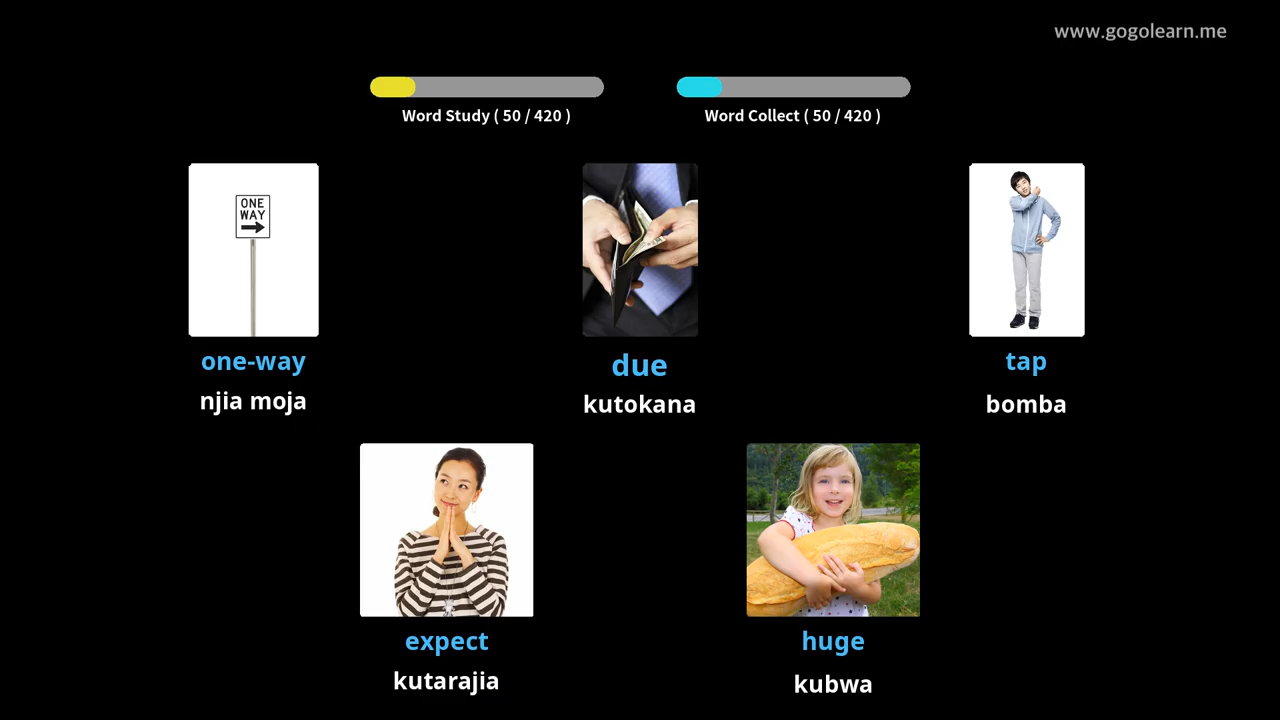 www.gogolearn.me
Word Study ( 50 / 420 )
Word Collect ( 50 / 420 )
ONE
WAY
one-way
njia moja
due
kutokana
tap
bomba
expect
kutarajia
huge
kubwa